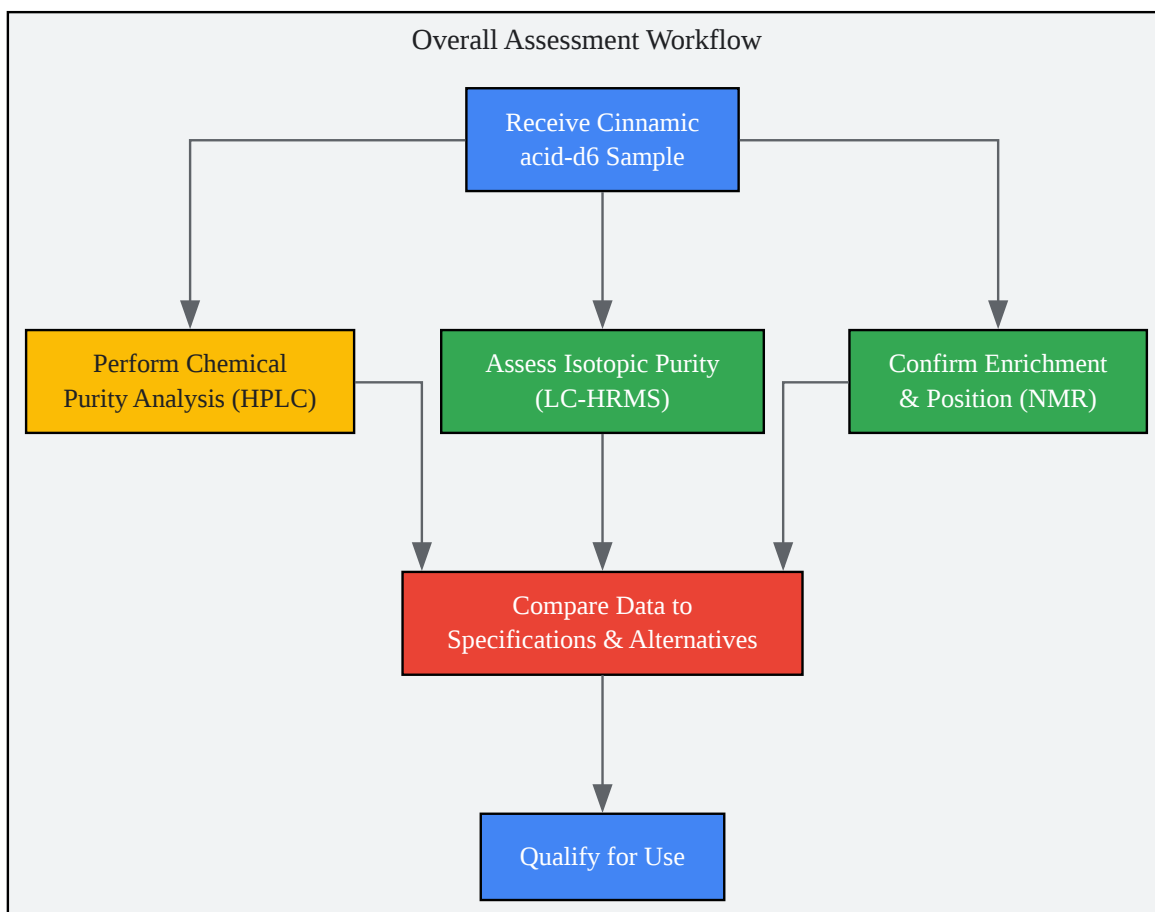 Overall Assessment Workflow
Receive Cinnamic
acid-d6 Sample
Perform Chemical
Purity Analysis (HPLC)
Assess Isotopic Purity
(LC-HRMS)
Confirm Enrichment
& Position (NMR)
Compare Data to
Specifications & Alternatives
Qualify for Use